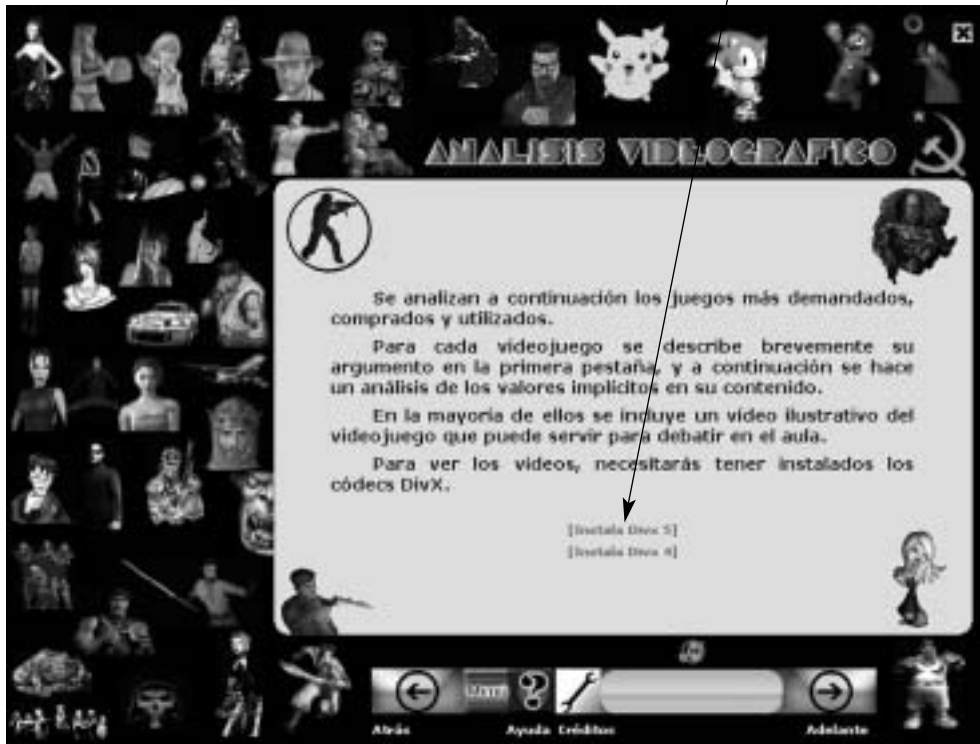 ANALISIS VIDEOGRAFICO
Se analizan a continuación los juegos más demandados,
comprados y utilizados.
Para cada videojuego se describe brevemente su
argumento en la primera pestaña, y a continuación se hace
un análisis de los valores implícitos en su contenido.
En la mayoría de ellos se incluye un vídeo ilustrativo del
videojuego que puede servir para debatir en el aula.
Para ver los videos, necesitarás tener instalados los
códecs DivX.
[Instala Divx 5]
[Instala Divx 4]
Menú
Atrás Ayuda Créditos Adelante